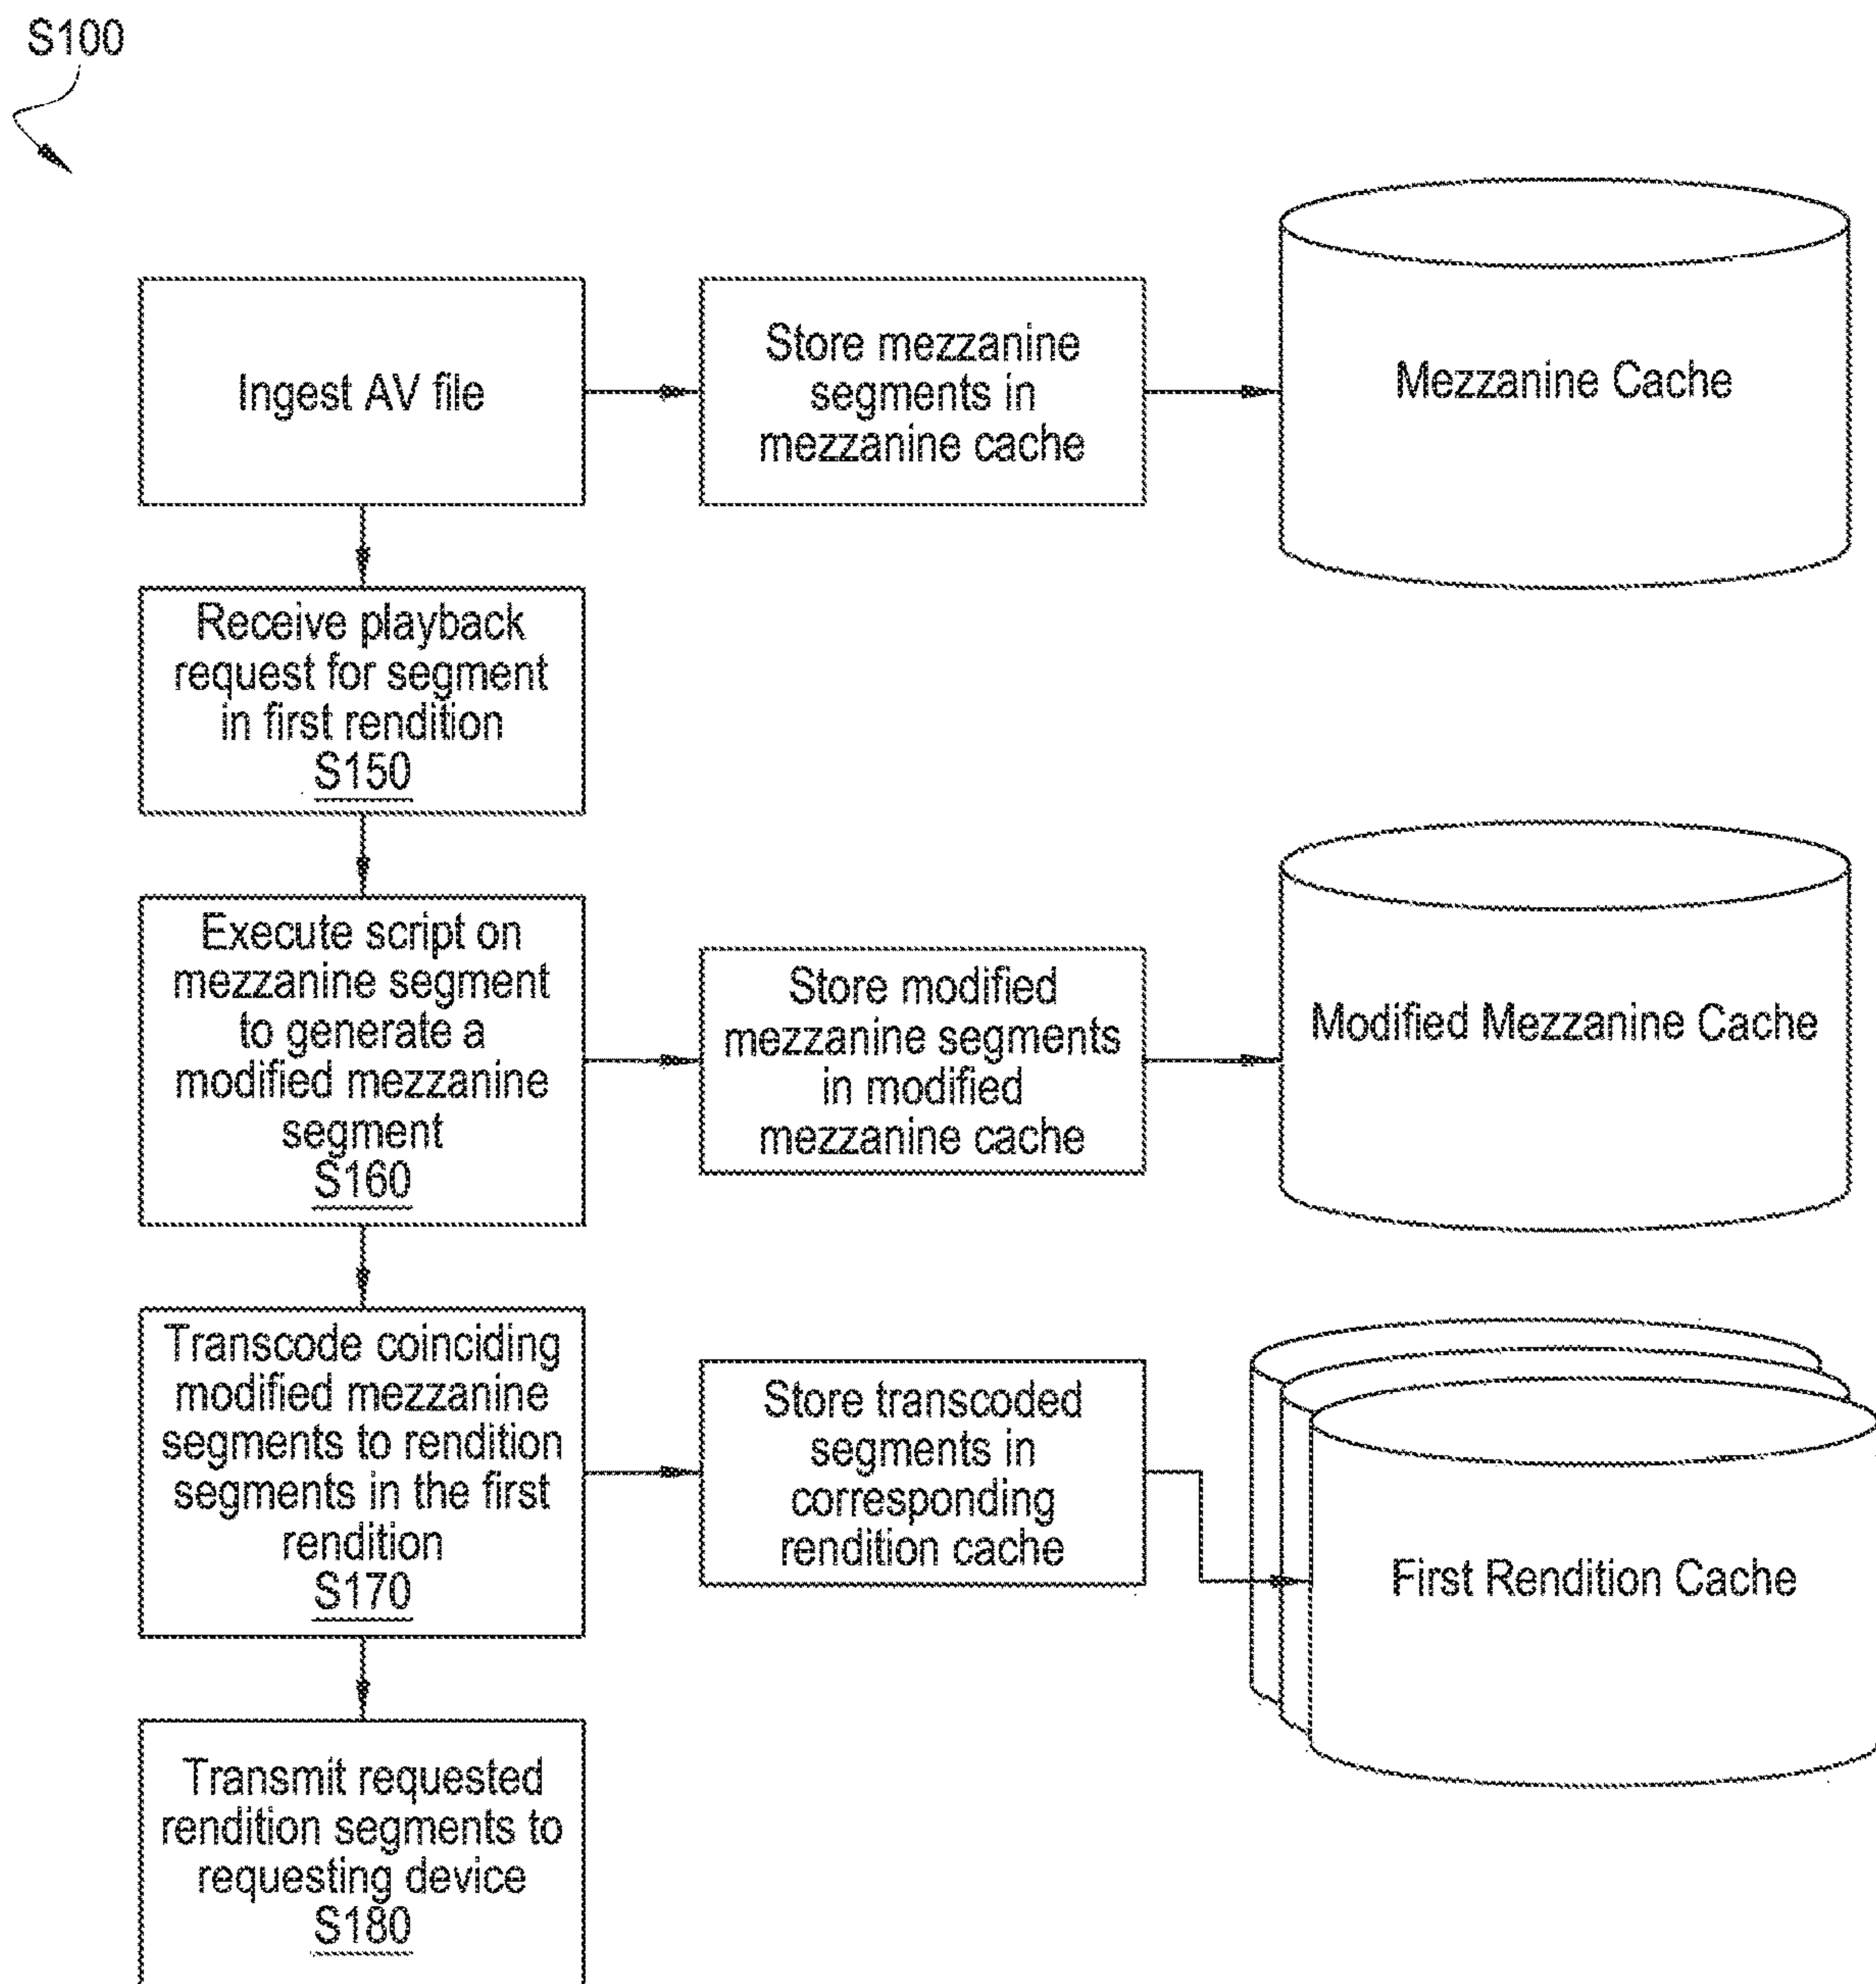 S100
Ingest AV file
Store mezzanine
segments in
mezzanine cache
Mezzanine Cache
Receive playback
request for segment
in first rendition
S150
Execute script on
mezzanine segment
to generate a
modified mezzanine
segment
S160
Store modified
mezzanine segments
in modified
mezzanine cache
Modified Mezzanine Cache
Transcode coinciding
modified mezzanine
segments to rendition
segments in the first
rendition
S170
Store transcoded
segments in
corresponding
rendition cache
First Rendition Cache
Transmit requested
rendition segments to
requesting device
S180